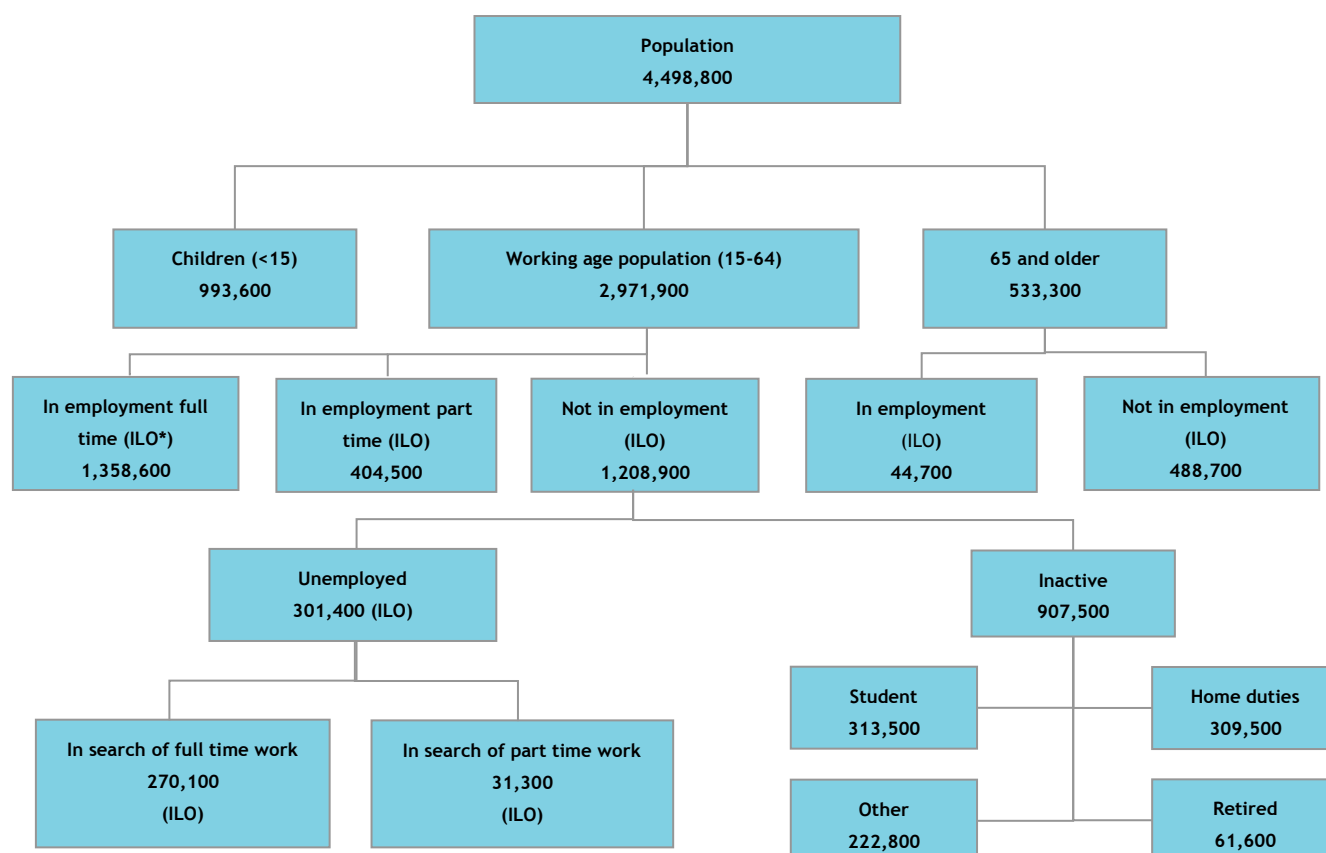 Population
4,498,800
Children (<15)
993,600
Working age population (15-64)
2,971,900
65 and older
533,300
In employment full
time (ILO*)
1,358,600
In employment part
time (ILO)
404,500
Not in employment
(ILO)
1,208,900
In employment
(ILO)
44,700
Not in employment
(ILO)
488,700
Unemployed
301,400 (ILO)
Inactive
907,500
In search of full time work
270,100
(ILO)
In search of part time work
31,300
(ILO)
Student
313,500
Home duties
309,500
Other
222,800
Retired
61,600